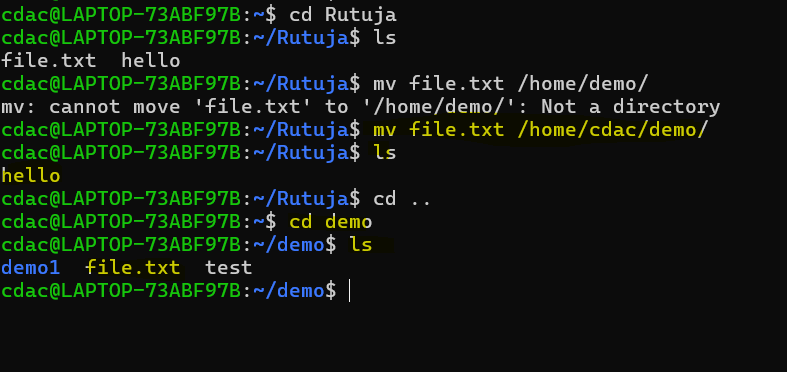 cdac@LAPTOP-73ABF97B:~$ cd Rutuja
cdac@LAPTOP-73ABF97B:~/Rutuja$ ls
file.txt  hello
cdac@LAPTOP-73ABF97B:~/Rutuja$ mv file.txt /home/demo/
mv: cannot move 'file.txt' to '/home/demo/': Not a directory
cdac@LAPTOP-73ABF97B:~/Rutuja$ mv file.txt /home/cdac/demo/
cdac@LAPTOP-73ABF97B:~/Rutuja$ ls
hello
cdac@LAPTOP-73ABF97B:~/Rutuja$ cd ..
cdac@LAPTOP-73ABF97B:~$ cd demo
cdac@LAPTOP-73ABF97B:~/demo$ ls
demo1  file.txt  test
cdac@LAPTOP-73ABF97B:~/demo$